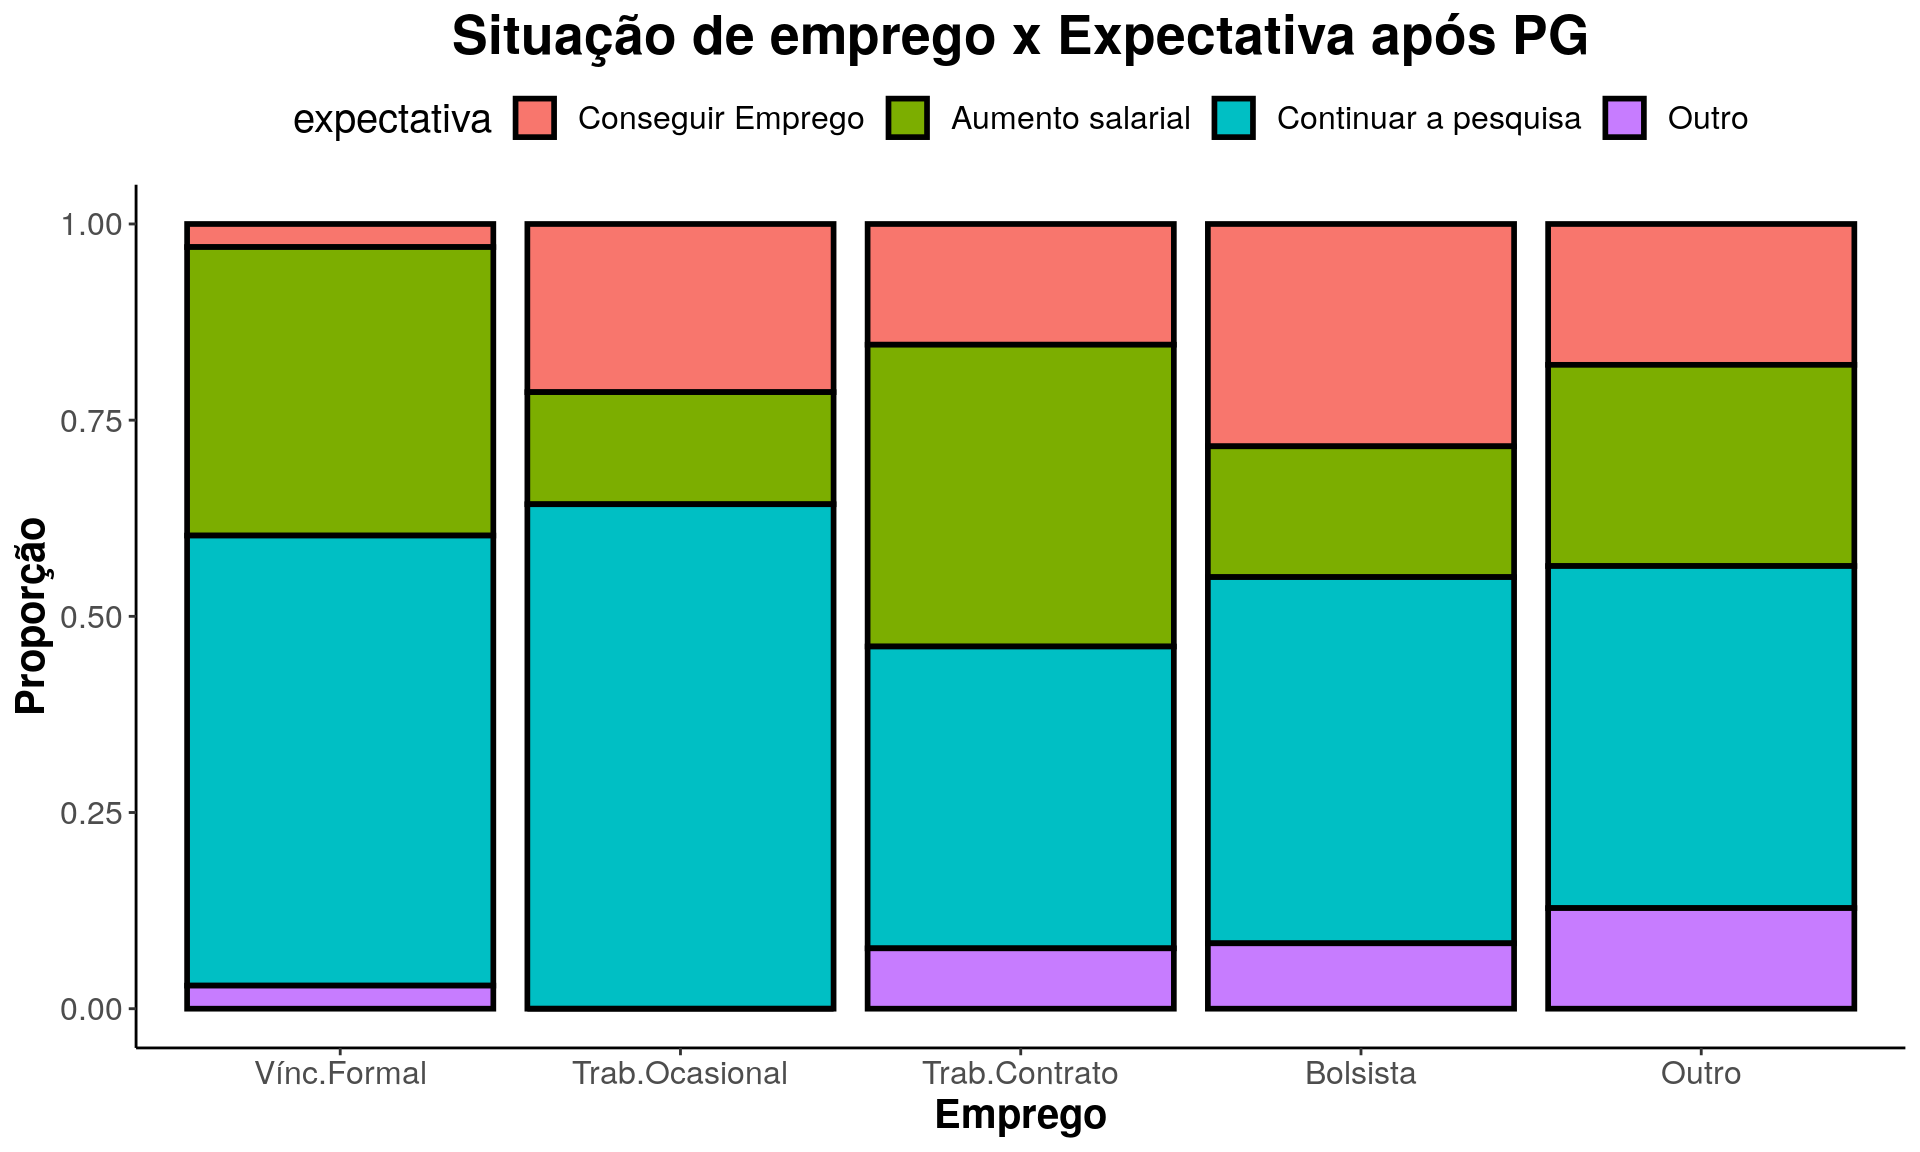 Situação de emprego x Expectativa após PG
expectativa Conseguir Emprego Aumento salarial Continuar a pesquisa Outro
Proporção
1.00
0.75
0.50
0.25
0.00
Vínc.Formal Trab.Ocasional Trab.Contrato Bolsista Outro
Emprego